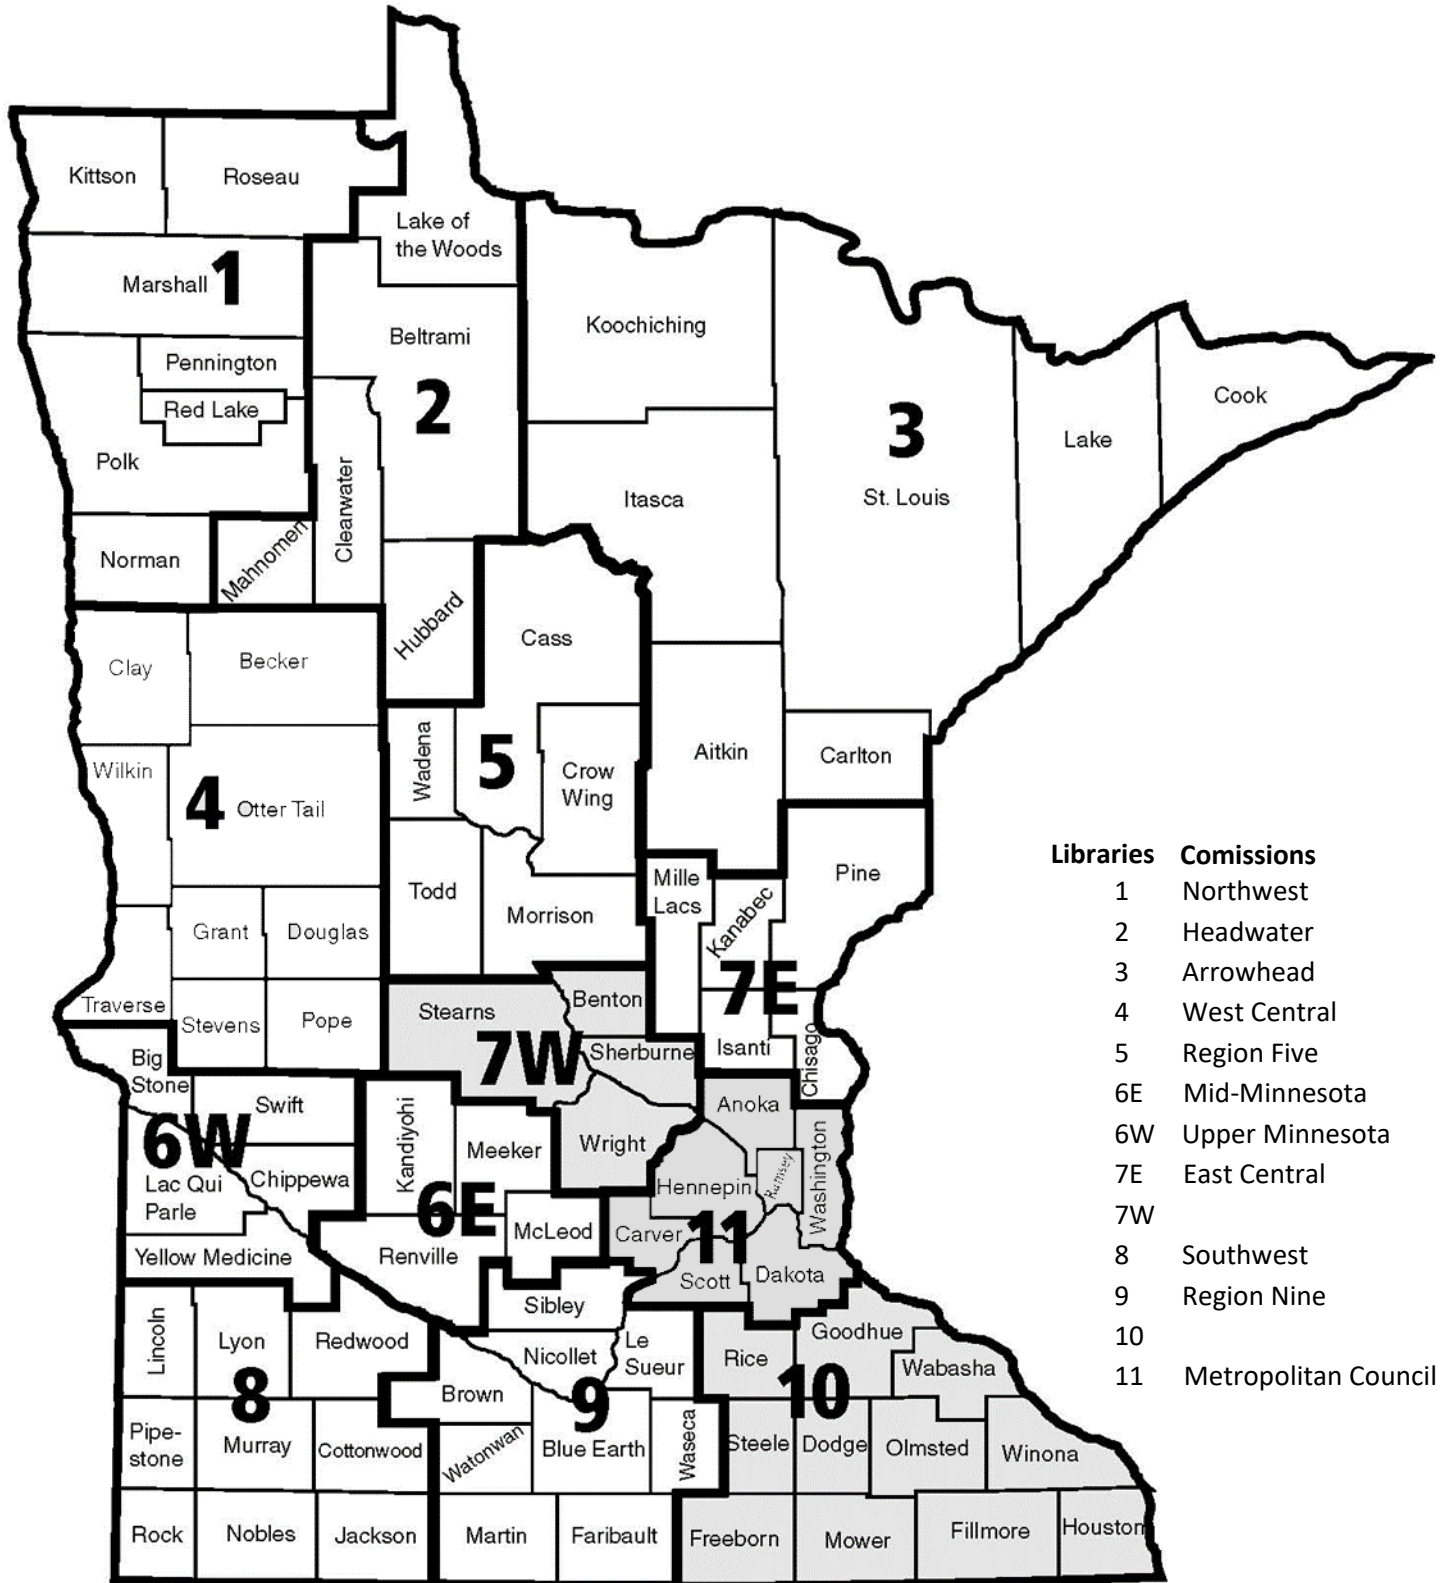 Kittson
Roseau
Lake of
the Woods
Marshall
1
Koochiching
Beltrami
Pennington
Red Lake
2
Polk
3
St. Louis
Lake
Cook
Itasca
Clearwater
Norman
Mahnomen
Hubbard
Cass
Clay
Becker
Wadena
5
Crow
Wing
Aitkin
Carlton
Wilkin
4
Otter Tail
Pine
Mille
Lacs
Kanabec
Todd
Morrison
Grant
Douglas
7E
Traverse
Stevens
Pope
Stearns
Benton
7W
Sherburne
Isanti
Chisago
Big
Stone
Swift
6W
Kandiyohi
Meeker
Wright
Anoka
Washington
Ramsey
Hennepin
Lac Qui
Parle
Chippewa
6E
McLeod
Carver
11
Yellow Medicine
Renville
Scott
Dakota
Sibley
Lincoln
Lyon
Redwood
Nicollet
Le
Sueur
Rice
Goodhue
Wabasha
8
Brown
9
10
Pipe-
stone
Murray
Cottonwood
Watonwan
Blue Earth
Waseca
Steele
Dodge
Olmsted
Winona
Rock
Nobles
Jackson
Martin
Faribault
Freeborn
Mower
Fillmore
Houston
Libraries Comissions
1 Northwest
2 Headwater
3 Arrowhead
4 West Central
5 Region Five
6E Mid-Minnesota
6W Upper Minnesota
7E East Central
7W
8 Southwest
9 Region Nine
10
11 Metropolitan Council